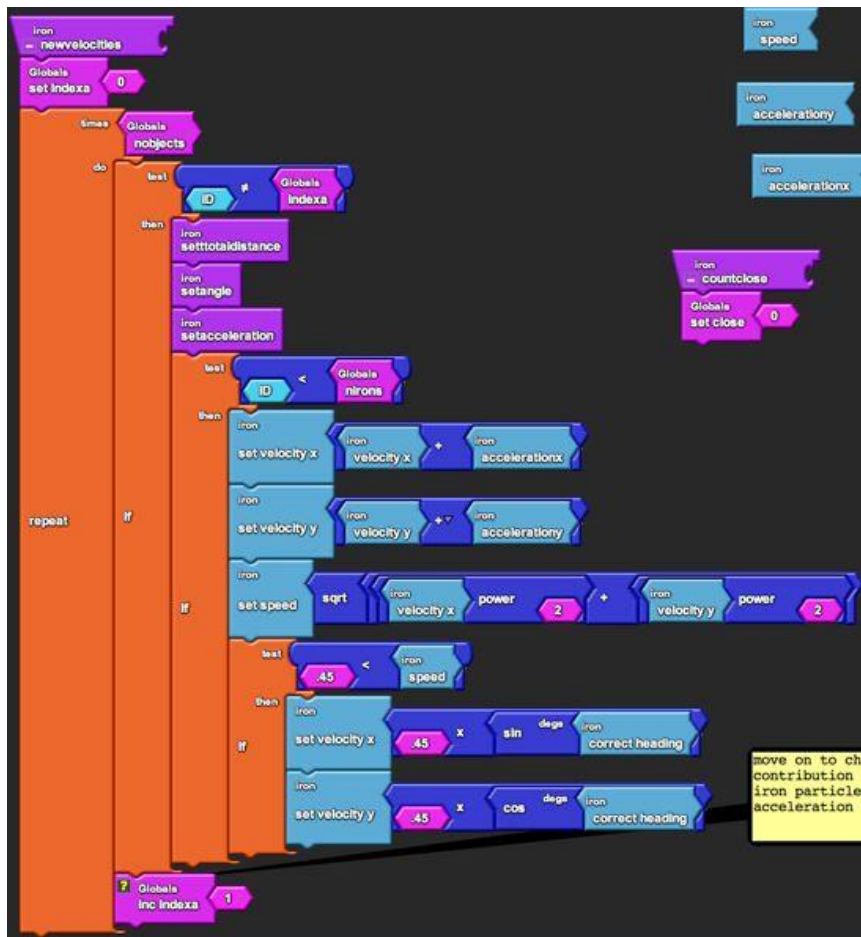 iron
newvelocities
Globals
set indexa 0
times Globals
nobjects
do
test ID ≠ Globals
indexa
then iron
setttotaldistance
iron
setangle
iron
setacceleration
test ID < Globals
nirons
then iron
set velocity x iron
velocity x + iron
accelerationx
iron
set velocity y iron
velocity y + iron
accelerationy
iron
set speed sqrt iron
velocity x power 2 + iron
velocity y power 2
test .45 < iron
speed
then iron
set velocity x .45 x sin degs iron
correct heading
iron
set velocity y .45 x cos degs iron
correct heading
repeat
if
if
if
? Globals
inc indexa 1
iron
speed
iron
accelerationy
iron
accelerationx
iron
countclose
Globals
set close 0
move on to ch
contribution
iron particle
acceleration